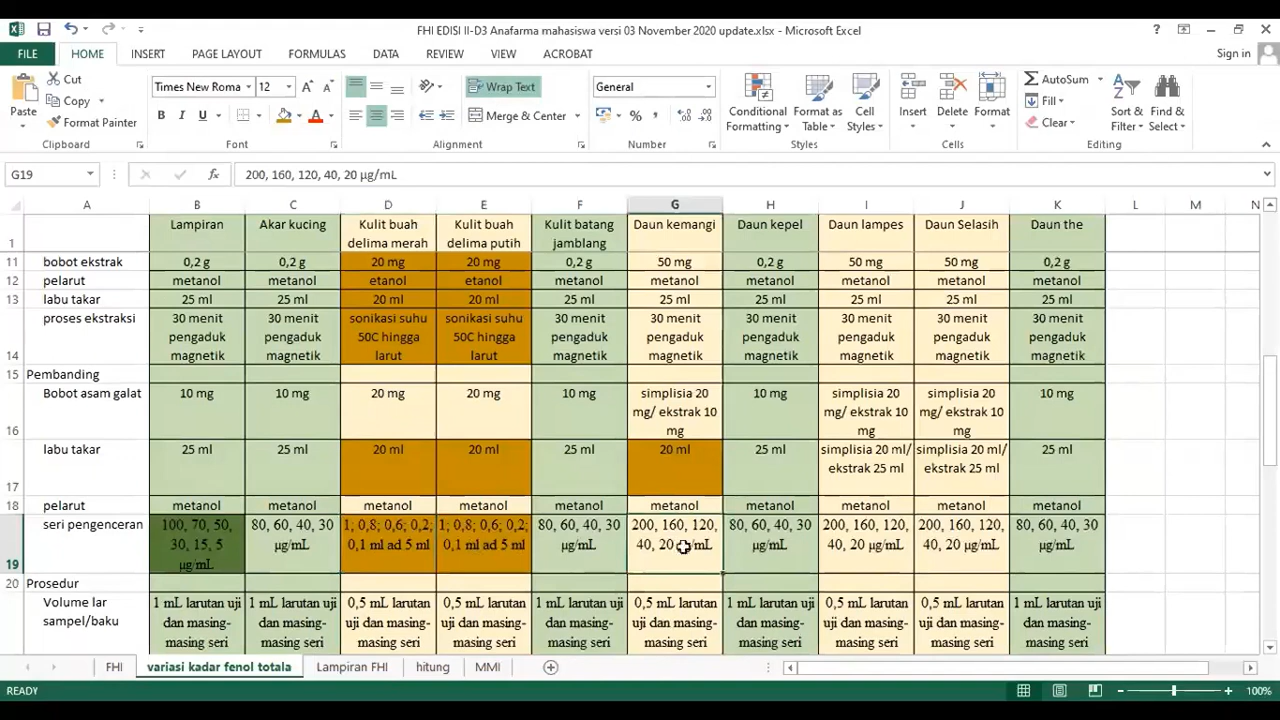 FHI EDISI II-D3 Anafarma mahasiswa versi 03 November 2020 update.xlsx - Microsoft Excel
FILE HOME INSERT PAGE LAYOUT FORMULAS DATA REVIEW VIEW ACROBAT Sign in
Paste Cut Copy Format Painter
Times New Roma 12
B I U A
Wrap Text
Merge & Center
General
Conditional Formatting
Format as Table
Cell Styles
Insert Delete Format
AutoSum
Fill
Clear
Sort & Filter
Find & Select
Clipboard Font Alignment Number Styles Cells Editing
G19 fx 200, 160, 120, 40, 20 µg/mL
A B C D E F G H I J K L M N
1 Lampiran Akar kucing Kulit buah delima merah Kulit buah delima putih Kulit batang jamblang Daun kemangi Daun kepel Daun lampes Daun Selasih Daun the
11 bobot ekstrak 0,2 g 0,2 g 20 mg 20 mg 0,2 g 50 mg 0,2 g 50 mg 50 mg 0,2 g
12 pelarut metanol metanol etanol etanol metanol metanol metanol metanol metanol metanol
13 labu takar 25 ml 25 ml 20 ml 20 ml 25 ml 25 ml 25 ml 25 ml 25 ml 25 ml
14 proses ekstraksi 30 menit pengaduk magnetik 30 menit pengaduk magnetik sonikasi suhu 50C hingga larut sonikasi suhu 50C hingga larut 30 menit pengaduk magnetik 30 menit pengaduk magnetik 30 menit pengaduk magnetik 30 menit pengaduk magnetik 30 menit pengaduk magnetik 30 menit pengaduk magnetik
15 Pembanding
16 Bobot asam galat 10 mg 10 mg 20 mg 20 mg 10 mg simplisia 20 mg/ ekstrak 10 mg 10 mg simplisia 20 mg/ ekstrak 10 mg simplisia 20 mg/ ekstrak 10 mg 10 mg
17 labu takar 25 ml 25 ml 20 ml 20 ml 25 ml 20 ml 25 ml simplisia 20 ml/ ekstrak 25 ml simplisia 20 ml/ ekstrak 25 ml 25 ml
18 pelarut metanol metanol metanol metanol metanol metanol metanol metanol metanol metanol
19 seri pengenceran 100, 70, 50, 30, 15, 5 µg/mL 80, 60, 40, 30 µg/mL 1; 0,8; 0,6; 0,2; 0,1 ml ad 5 ml 1; 0,8; 0,6; 0,2; 0,1 ml ad 5 ml 80, 60, 40, 30 µg/mL 200, 160, 120, 40, 20 µg/mL 80, 60, 40, 30 µg/mL 200, 160, 120, 40, 20 µg/mL 200, 160, 120, 40, 20 µg/mL 80, 60, 40, 30 µg/mL
20 Prosedur
Volume lar sampel/baku 1 mL larutan uji dan masing-masing seri 1 mL larutan uji dan masing-masing seri 0,5 mL larutan uji dan masing-masing seri 0,5 mL larutan uji dan masing-masing seri 1 mL larutan uji dan masing-masing seri 0,5 mL larutan uji dan masing-masing seri 1 mL larutan uji dan masing-masing seri 0,5 mL larutan uji dan masing-masing seri 0,5 mL larutan uji dan masing-masing seri 1 mL larutan uji dan masing-masing seri
FHI variasi kadar fenol totala Lampiran FHI hitung MMI
READY 100%